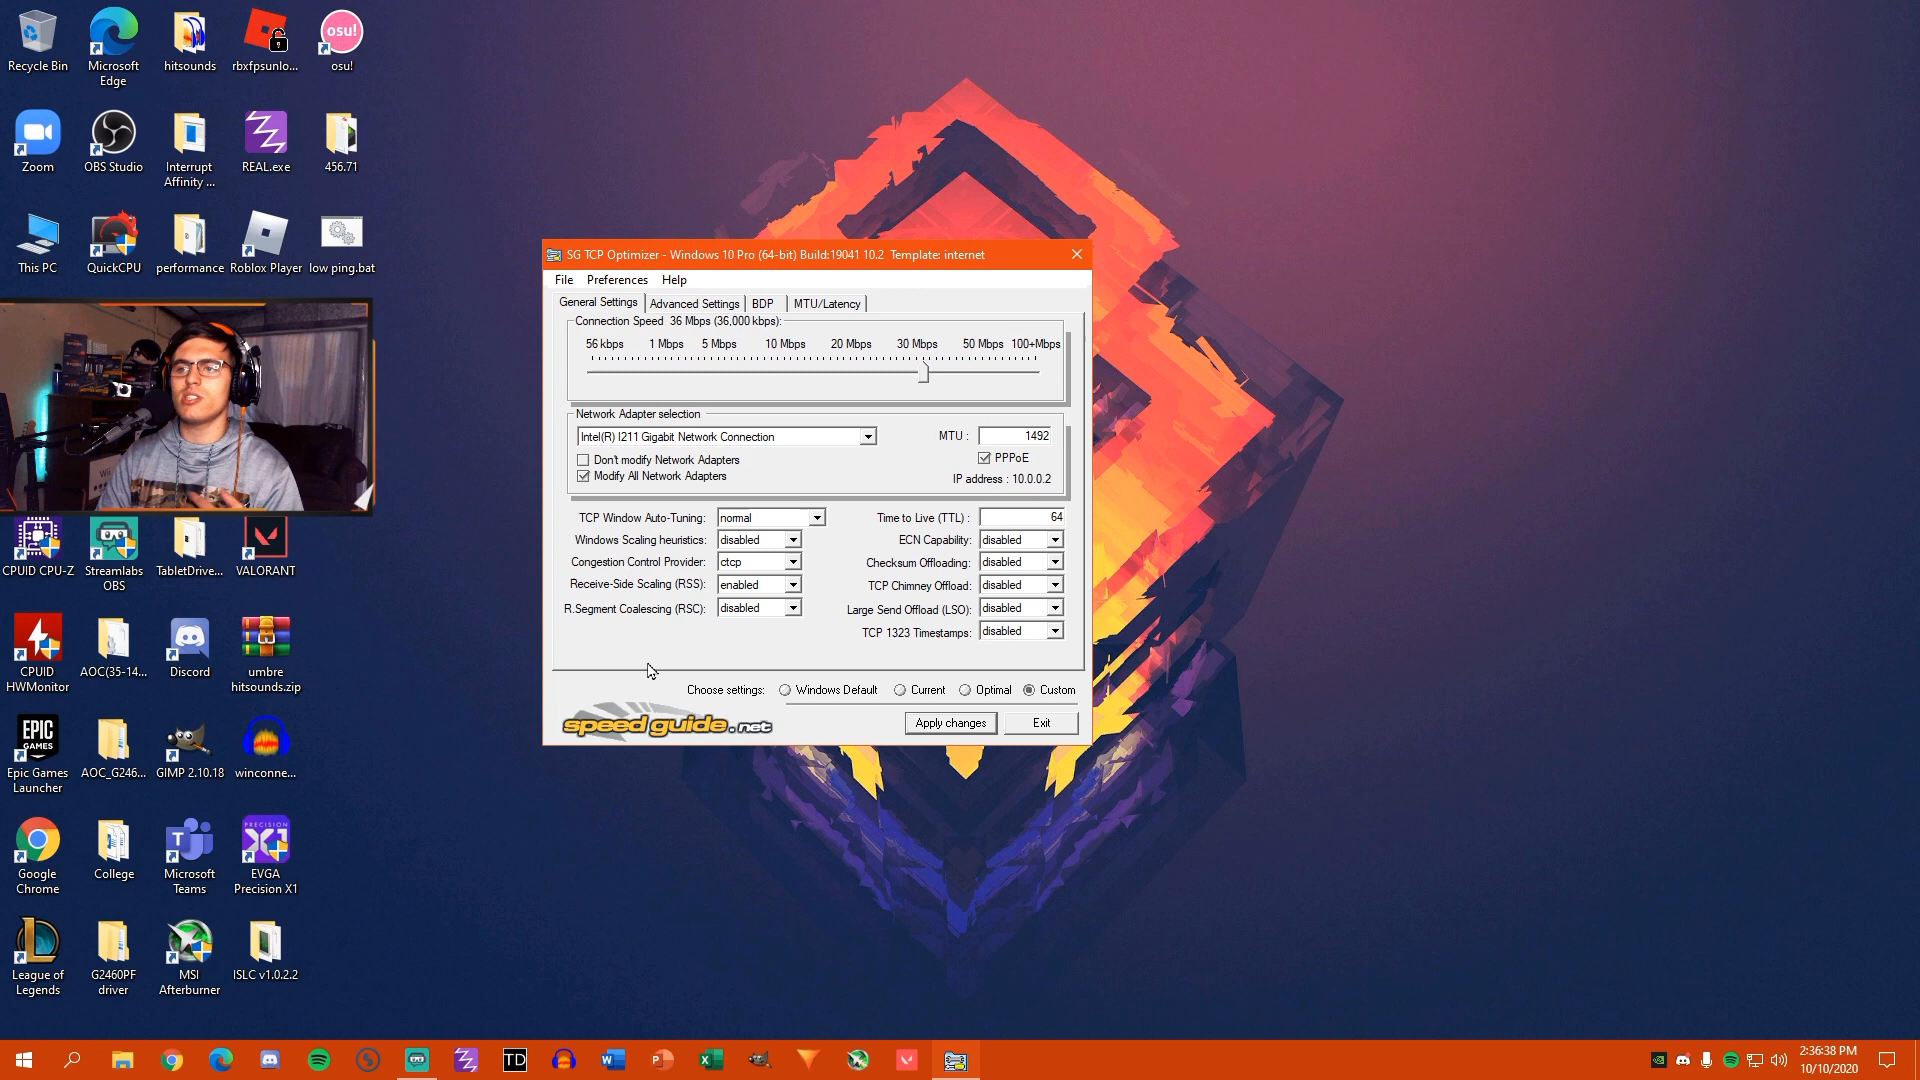 Recycle Bin
Microsoft
Edge
hitsounds
rbxfpsunlo...
osu!
osu!
Zoom
OBS Studio
Interrupt
Affinity ...
REAL.exe
456.71
This PC
QuickCPU
performance
Roblox Player
low ping.bat
SG TCP Optimizer - Windows 10 Pro (64-bit) Build:19041 10.2 Template: internet
File Preferences Help
General Settings Advanced Settings BDP MTU/Latency
Connection Speed 36 Mbps (36,000 kbps):
56 kbps 1 Mbps 5 Mbps 10 Mbps 20 Mbps 30 Mbps 50 Mbps 100+Mbps
Network Adapter selection
Intel(R) I211 Gigabit Network Connection
MTU : 1492
Don't modify Network Adapters
PPPoE
Modify All Network Adapters
IP address : 10.0.0.2
TCP Window Auto-Tuning: normal
Time to Live (TTL) : 64
Windows Scaling heuristics: disabled
ECN Capability: disabled
Congestion Control Provider: ctcp
Checksum Offloading: disabled
Receive-Side Scaling (RSS): enabled
TCP Chimney Offload: disabled
R.Segment Coalescing (RSC): disabled
Large Send Offload (LSO): disabled
TCP 1323 Timestamps: disabled
Choose settings: Windows Default Current Optimal Custom
speedguide.net
Apply changes
Exit
CPUID CPU-Z
Streamlabs
OBS
TabletDrive...
VALORANT
CPUID
HWMonitor
AOC(35-14...
Discord
umbre
hitsounds.zip
EPIC
GAMES
Epic Games
Launcher
AOC_G246...
GIMP 2.10.18
winconne...
Google
Chrome
College
Microsoft
Teams
PRECISION
X1
EVGA
Precision X1
League of
Legends
G2460PF
driver
MSI
Afterburner
ISLC v1.0.2.2
TD
2:36:38 PM
10/10/2020